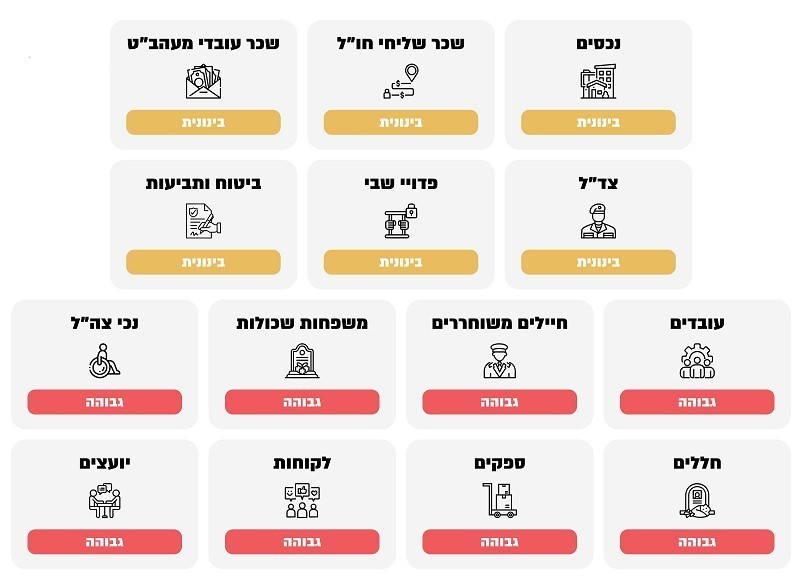 נכסים
בינונית
שכר שליחי חו"ל
בינונית
שכר עובדי מעהב"ט
בינונית
צד"ל
בינונית
פדויי שבי
בינונית
ביטוח ותביעות
בינונית
עובדים
גבוהה
חיילים משוחררים
גבוהה
משפחות שכולות
גבוהה
נכי צה"ל
גבוהה
חללים
גבוהה
ספקים
גבוהה
לקוחות
גבוהה
יועצים
גבוהה